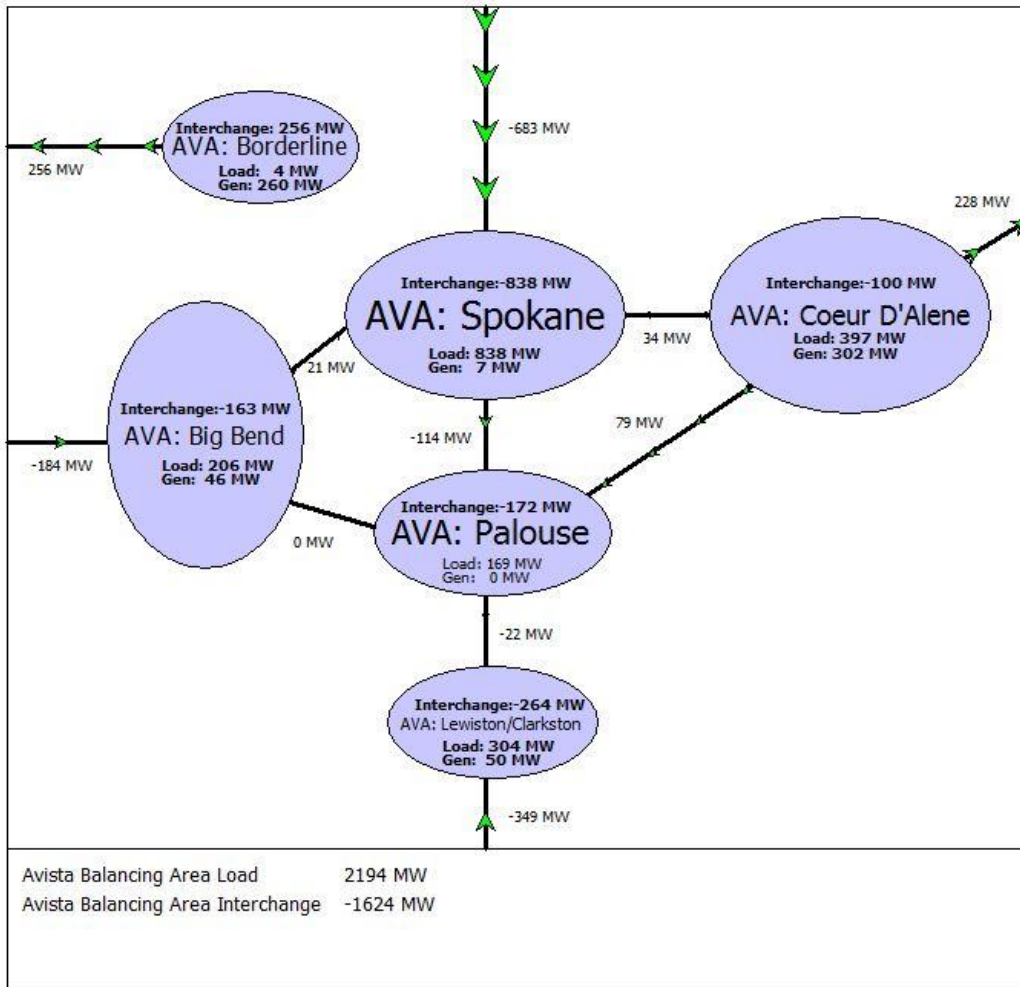 -683 MW
Interchange: 256 MW
AVA: Borderline
Load: 4 MW
Gen: 260 MW
256 MW
228 MW
Interchange:-838 MW
AVA: Spokane
Load: 838 MW
Gen: 7 MW
Interchange:-100 MW
AVA: Coeur D'Alene
Load: 397 MW
Gen: 302 MW
34 MW
21 MW
Interchange:-163 MW
AVA: Big Bend
Load: 206 MW
Gen: 46 MW
-184 MW
-114 MW
79 MW
0 MW
Interchange:-172 MW
AVA: Palouse
Load: 169 MW
Gen: 0 MW
-22 MW
Interchange:-264 MW
AVA: Lewiston/Clarkston
Load: 304 MW
Gen: 50 MW
-349 MW
Avista Balancing Area Load 2194 MW
Avista Balancing Area Interchange -1624 MW